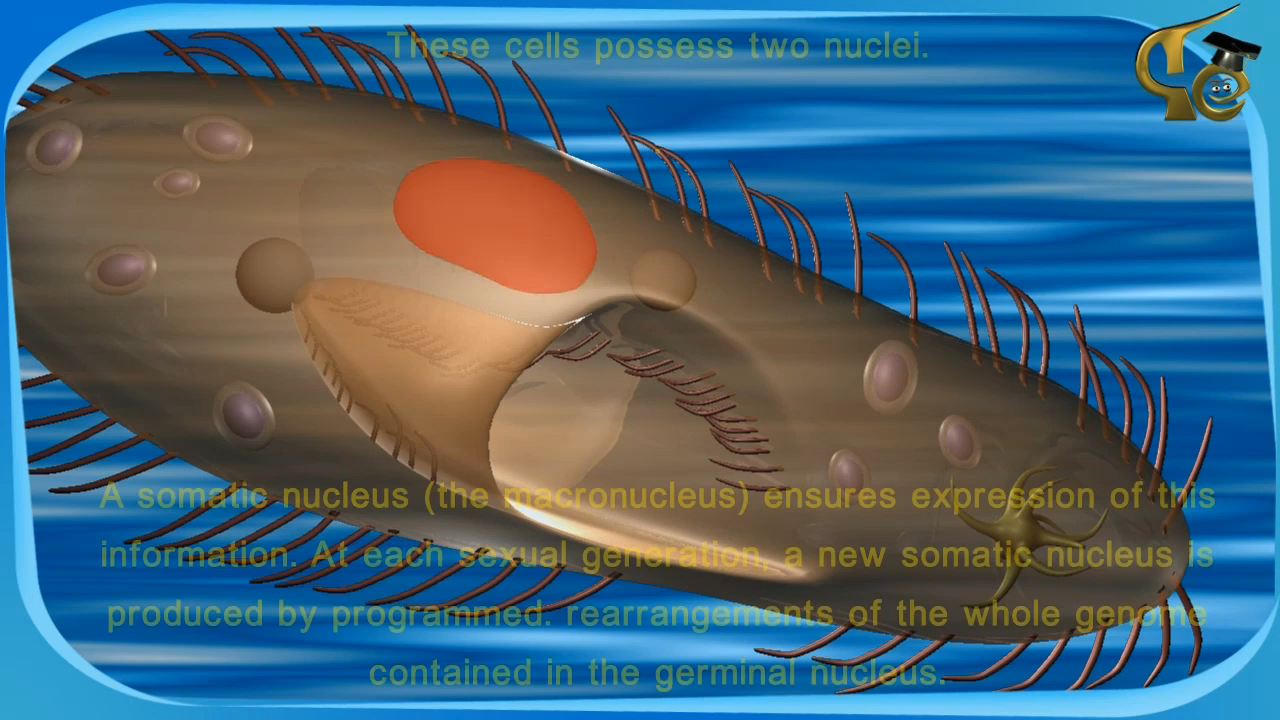 These cells possess two nuclei.
A somatic nucleus (the macronucleus) ensures expression of this
information. At each sexual generation, a new somatic nucleus is
produced by programmed. rearrangements of the whole genome
contained in the germinal nucleus.